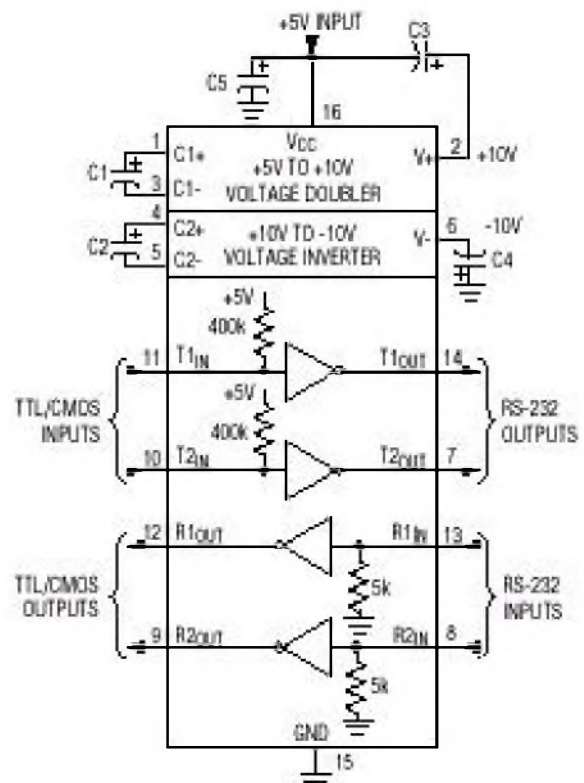 +5V INPUT
C3
C5
+
+
16
1
C1+
VCC
V+
2
+10V
C1
+
+5V TO +10V
3
C1-
VOLTAGE DOUBLER
4
C2+
+10V TO -10V
V-
6
-10V
C2
+
5
C2-
VOLTAGE INVERTER
+
C4
+5V
400k
11
T1IN
T1OUT
14
TTL/CMOS
INPUTS
+5V
400k
RS-232
OUTPUTS
10
T2IN
T2OUT
7
12
R1OUT
R1IN
13
TTL/CMOS
OUTPUTS
5k
RS-232
INPUTS
9
R2OUT
R2IN
8
5k
GND
15